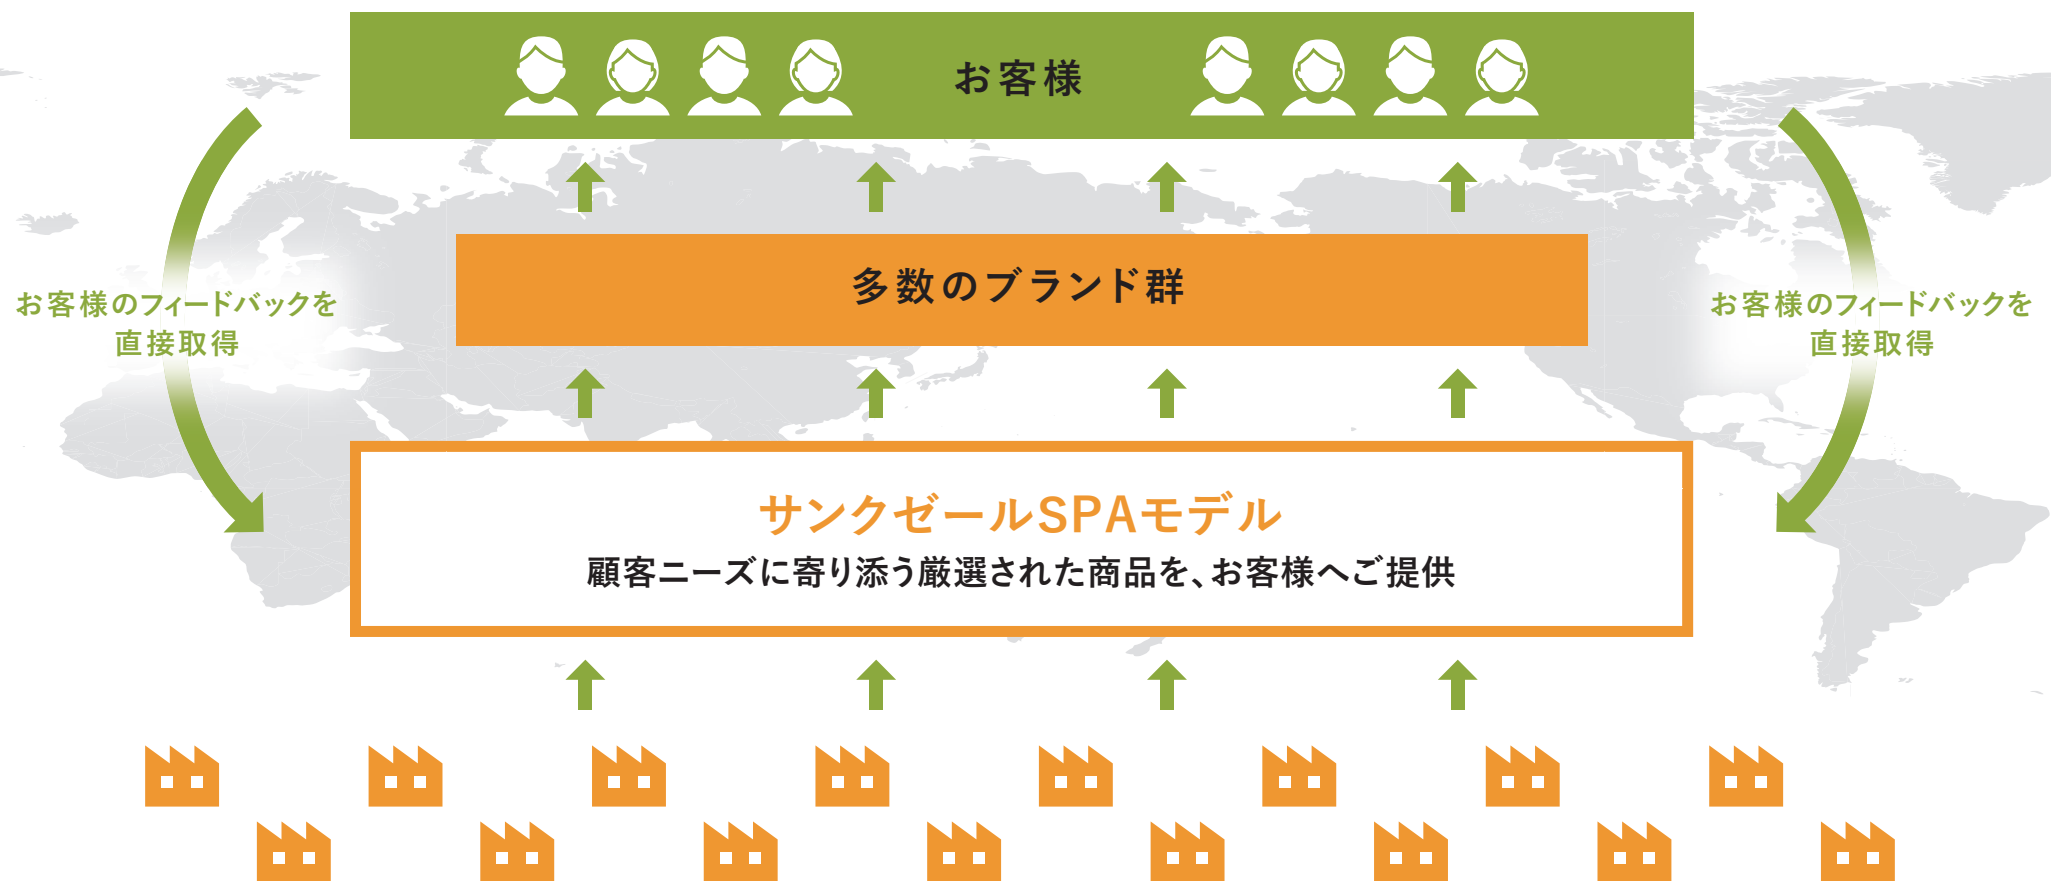 お客様
多数のブランド群
お客様のフィードバックを
直接取得
お客様のフィードバックを
直接取得
サンクゼールSPAモデル
顧客ニーズに寄り添う厳選された商品を、お客様へご提供